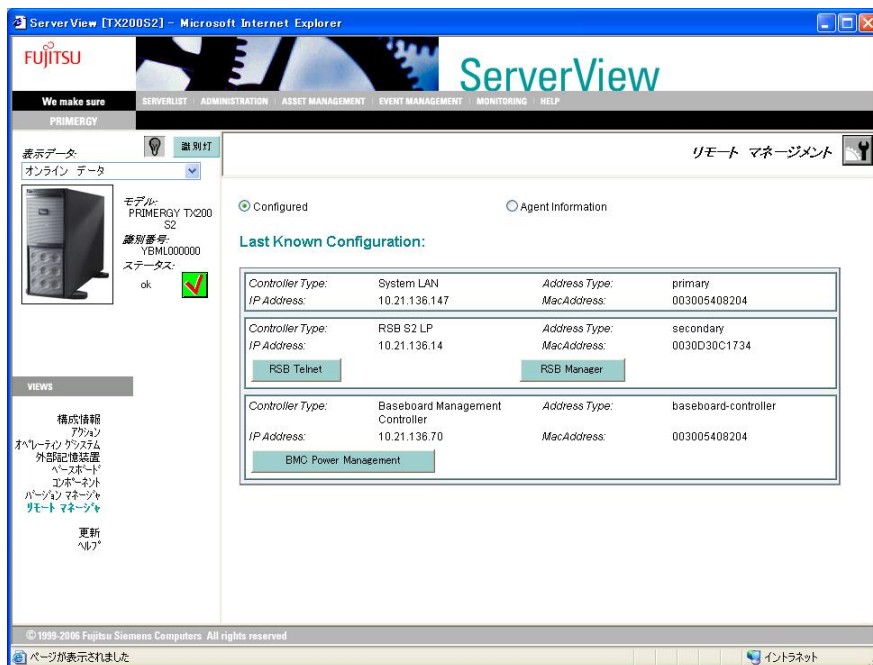 ServerView [TX200S2] - Microsoft Internet Explorer
FUJITSU
ServerView
We make sure
SERVERLIST | ADMINISTRATION | ASSET MANAGEMENT | EVENT MANAGEMENT | MONITORING | HELP
PRIMERGY
表示データ:
識別灯
オンライン データ
リモート マネージメント
モデル:
PRIMERGY TX200
S2
識別番号:
YBML000000
ステータス:
ok
Configured
Agent Information
Last Known Configuration:
Controller Type: System LAN Address Type: primary
IP Address: 10.21.136.147 MacAddress: 003005408204
Controller Type: RSB S2 LP Address Type: secondary
IP Address: 10.21.136.14 MacAddress: 0030D30C1734
RSB Telnet RSB Manager
Controller Type: Baseboard Management Address Type: baseboard-controller
Controller
IP Address: 10.21.136.70 MacAddress: 003005408204
BMC Power Management
VIEWS
構成情報
アクション
オペレーティングシステム
外部記憶装置
ベースボード
コンポーネント
バージョン マネージャ
リモート マネージャ
更新
ヘルプ
© 1999-2006 Fujitsu Siemens Computers All rights reserved
ページが表示されました
イントラネット